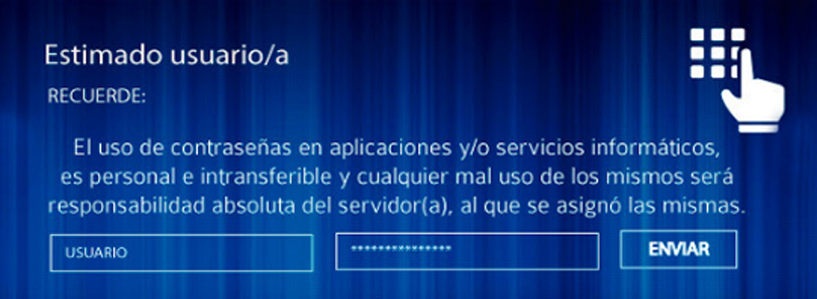 Estimado usuario/a
RECUERDE:
El uso de contraseñas en aplicaciones y/o servicios informáticos,
es personal e intransferible y cualquier mal uso de los mismos será
responsabilidad absoluta del servidor(a), al que se asignó las mismas.
USUARIO *************** ENVIAR